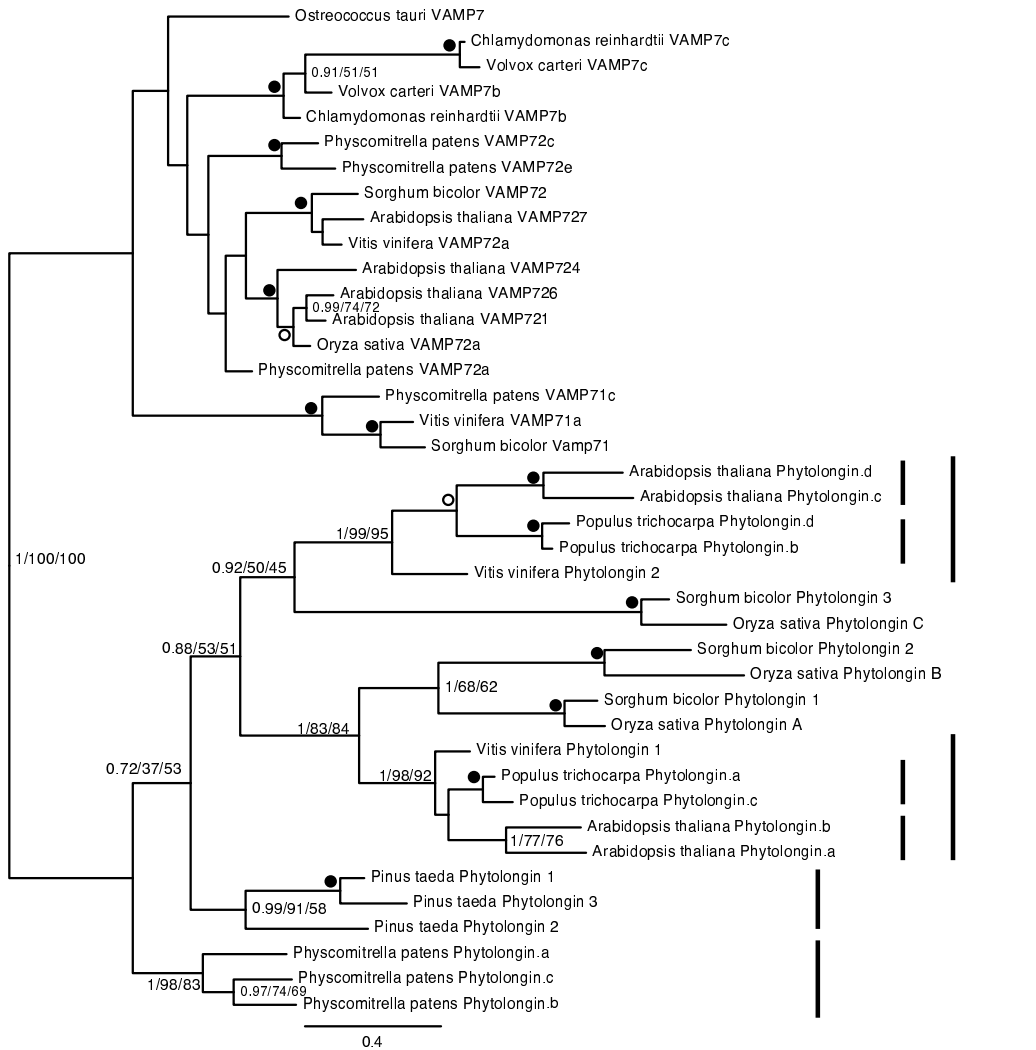 Ostreococcus tauri VAMP7
Chlamydomonas reinhardtii VAMP7c
0.91/51/51
Volvox carteri VAMP7c
Volvox carteri VAMP7b
Chlamydomonas reinhardtii VAMP7b
Physcomitrella patens VAMP72c
Physcomitrella patens VAMP72e
Sorghum bicolor VAMP72
Arabidopsis thaliana VAMP727
Vitis vinifera VAMP72a
Arabidopsis thaliana VAMP724
Arabidopsis thaliana VAMP726
0.99/74/72
Arabidopsis thaliana VAMP721
Oryza sativa VAMP72a
Physcomitrella patens VAMP72a
Physcomitrella patens VAMP71c
Vitis vinifera VAMP71a
Sorghum bicolor Vamp71
Arabidopsis thaliana Phytolongin.d
Arabidopsis thaliana Phytolongin.c
Populus trichocarpa Phytolongin.d
1/99/95
Populus trichocarpa Phytolongin.b
1/100/100
0.92/50/45
Vitis vinifera Phytolongin 2
Sorghum bicolor Phytolongin 3
Oryza sativa Phytolongin C
0.88/53/51
Sorghum bicolor Phytolongin 2
Oryza sativa Phytolongin B
1/68/62
Sorghum bicolor Phytolongin 1
Oryza sativa Phytolongin A
1/83/84
Vitis vinifera Phytolongin 1
0.72/37/53
1/98/92
Populus trichocarpa Phytolongin.a
Populus trichocarpa Phytolongin.c
Arabidopsis thaliana Phytolongin.b
1/77/76
Arabidopsis thaliana Phytolongin.a
Pinus taeda Phytolongin 1
Pinus taeda Phytolongin 3
0.99/91/58
Pinus taeda Phytolongin 2
Physcomitrella patens Phytolongin.a
1/98/83
Physcomitrella patens Phytolongin.c
0.97/74/69
Physcomitrella patens Phytolongin.b
0.4